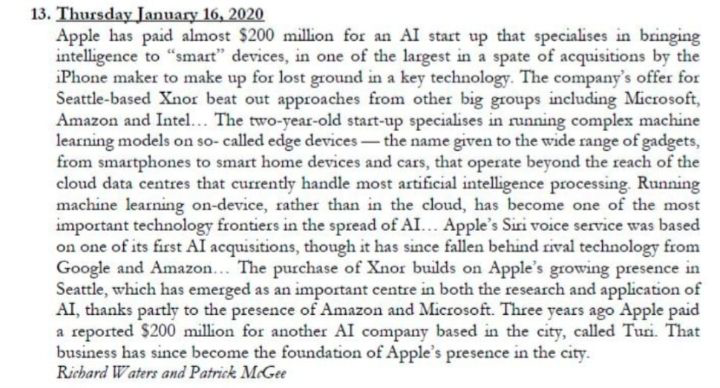 13. Thursday January 16, 2020
Apple has paid almost $200 million for an AI start up that specialises in bringing
intelligence to “smart” devices, in one of the largest in a spate of acquisitions by the
iPhone maker to make up for lost ground in a key technology. The company’s offer for
Seattle-based Xnor beat out approaches from other big groups including Microsoft,
Amazon and Intel… The two-year-old start-up specialises in running complex machine
learning models on so- called edge devices — the name given to the wide range of gadgets,
from smartphones to smart home devices and cars, that operate beyond the reach of the
cloud data centres that currently handle most artificial intelligence processing. Running
machine learning on-device, rather than in the cloud, has become one of the most
important technology frontiers in the spread of AI… Apple’s Siri voice service was based
on one of its first AI acquisitions, though it has since fallen behind rival technology from
Google and Amazon… The purchase of Xnor builds on Apple’s growing presence in
Seattle, which has emerged as an important centre in both the research and application of
AI, thanks partly to the presence of Amazon and Microsoft. Three years ago Apple paid
a reported $200 million for another AI company based in the city, called Turi. That
business has since become the foundation of Apple’s presence in the city.
Richard Waters and Patrick McGee